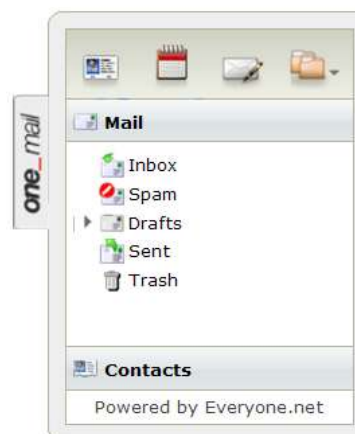 one_mail
Mail
Inbox
Spam
Drafts
Sent
Trash
Contacts
Powered by Everyone.net